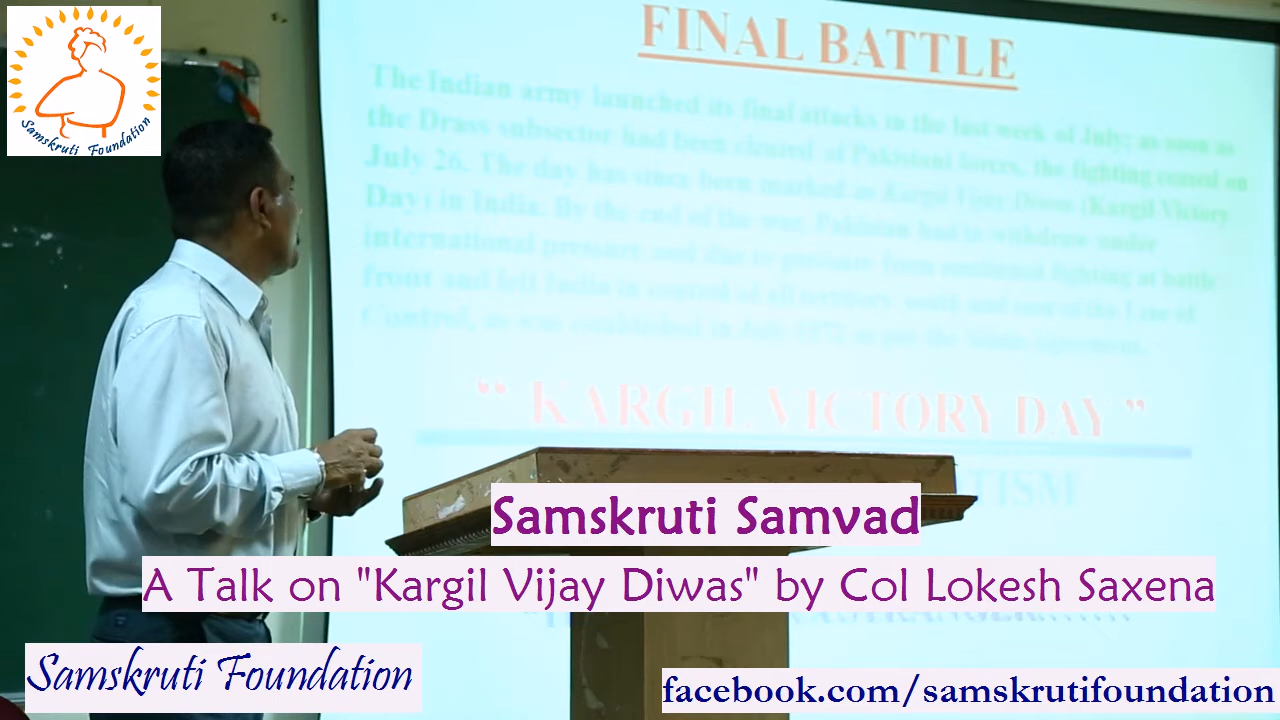 Samskruti Foundation
FINAL BATTLE
The Indian army launched its final attacks in the last week of July; as soon as
the Drass subsector had been cleared of Pakistani forces, the fighting ceased on
July 26. The day has since been marked as Kargil Vijay Diwas (Kargil Victory
Day) in India. By the end of the war, Pakistan had to withdraw under
international pressure and due to pressure from continued fighting at battle
front and left India in control of all territory south and east of the Line of
Control, as was established in July 1972 as per the Simla Agreement.
“ KARGIL VICTORY DAY ”
Samskruti Samvad
A Talk on "Kargil Vijay Diwas" by Col Lokesh Saxena
Samskruti Foundation
facebook.com/samskrutifoundation